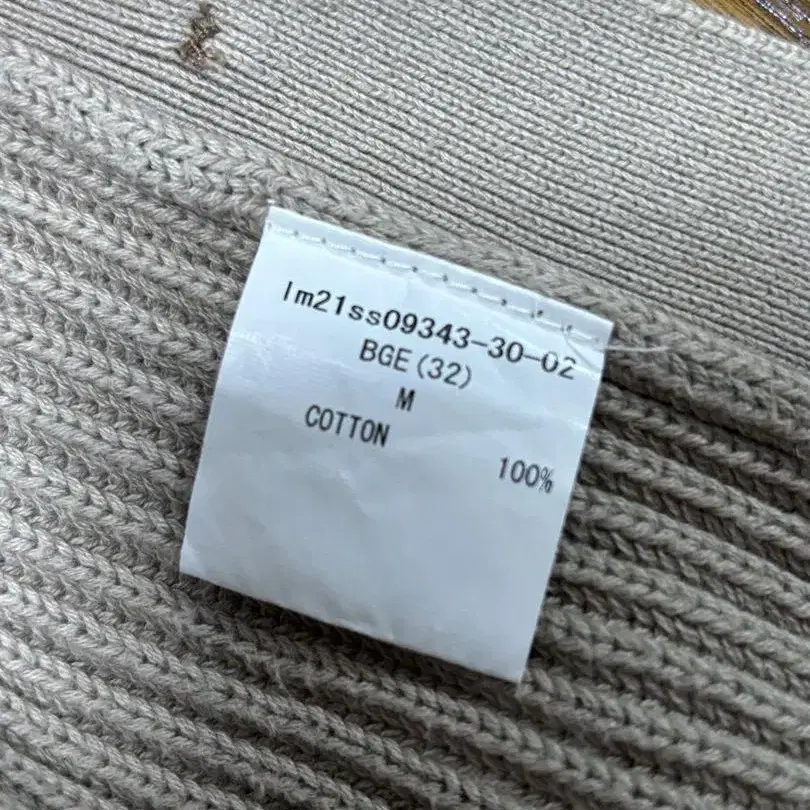 lm21ss09343-30-02
BGE(32)
M
COTTON
100%